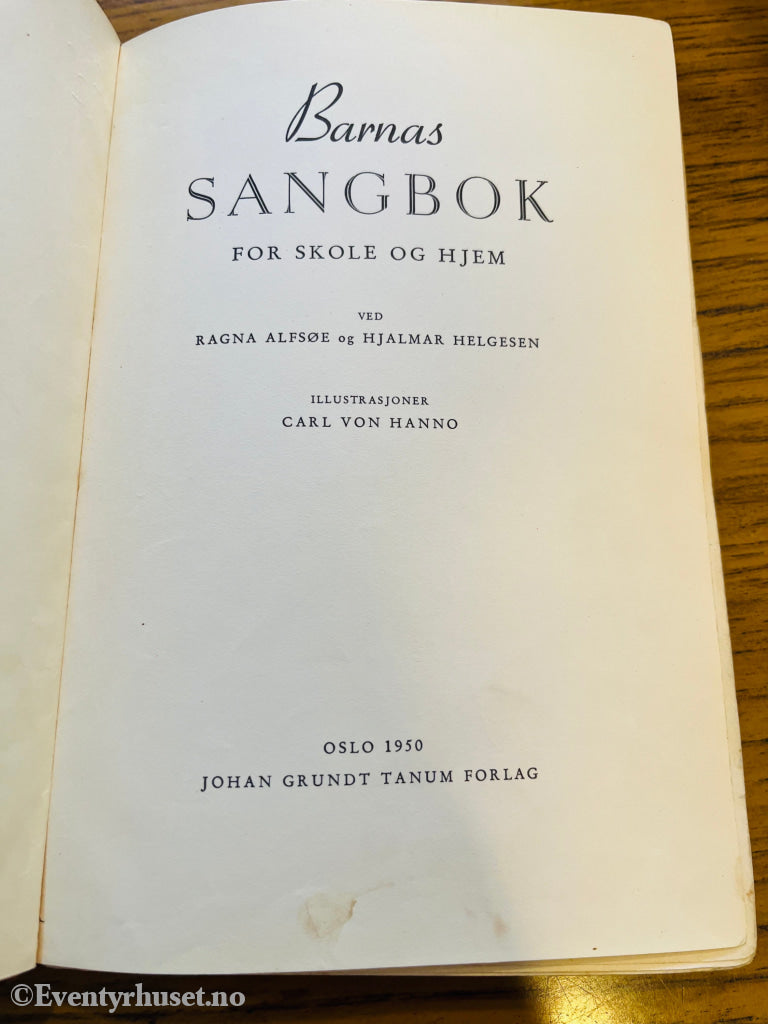 Barnas
SANGBOK
FOR SKOLE OG HJEM
VED
RAGNA ALFSØE og HJALMAR HELGESEN
ILLUSTRASJONER
CARL VON HANNO
OSLO 1950
JOHAN GRUNDT TANUM FORLAG
©Eventyrhuset.no